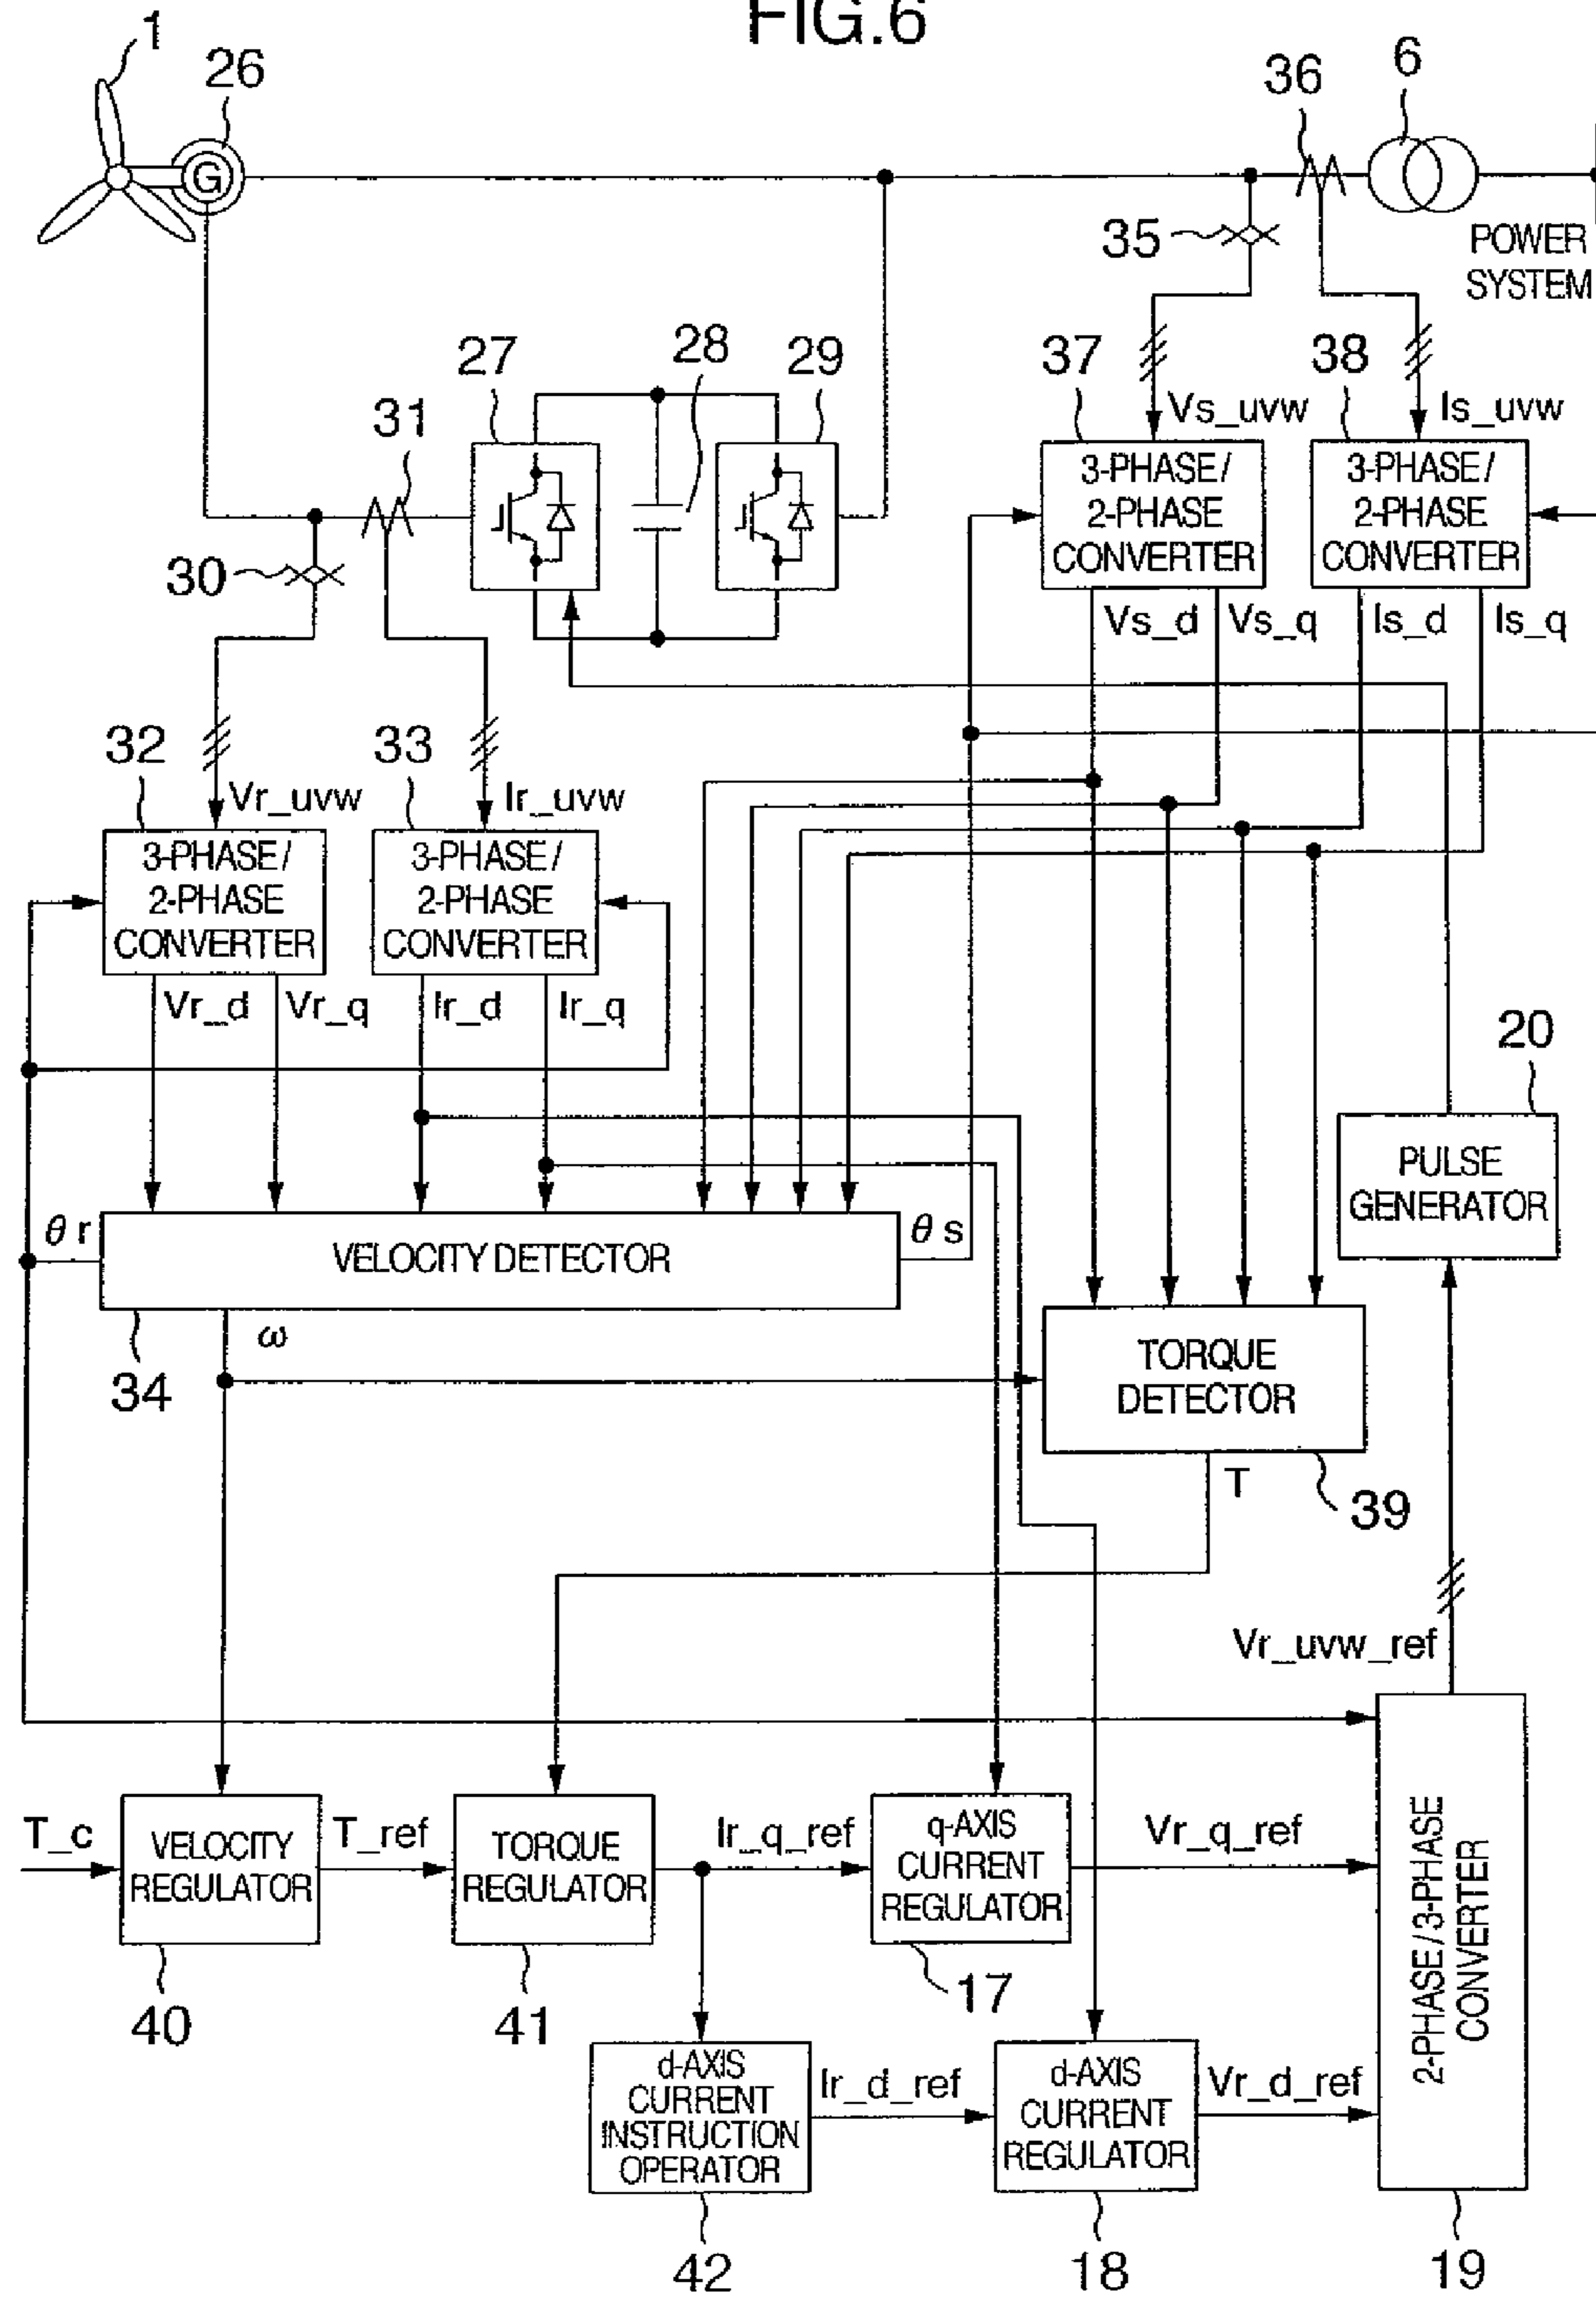 FIG.6
1
26
36
6
G
35
POWER
SYSTEM
27
28
29
37
38
31
Vs_uvw
Is_uvw
3-PHASE/
2-PHASE
CONVERTER
3-PHASE/
2-PHASE
CONVERTER
30
Vs_d
Vs_q
Is_d
Is_q
32
33
Vr_uvw
Ir_uvw
3-PHASE/
2-PHASE
CONVERTER
3-PHASE/
2-PHASE
CONVERTER
Vr_d
Vr_q
Ir_d
Ir_q
20
PULSE
GENERATOR
θ r
VELOCITY DETECTOR
θ s
34
ω
TORQUE
DETECTOR
T
39
Vr_uvw_ref
T_c
VELOCITY
REGULATOR
T_ref
TORQUE
REGULATOR
Ir_q_ref
q-AXIS
CURRENT
REGULATOR
Vr_q_ref
2-PHASE/3-PHASE
CONVERTER
40
41
17
d-AXIS
CURRENT
INSTRUCTION
OPERATOR
Ir_d_ref
d-AXIS
CURRENT
REGULATOR
Vr_d_ref
42
18
19